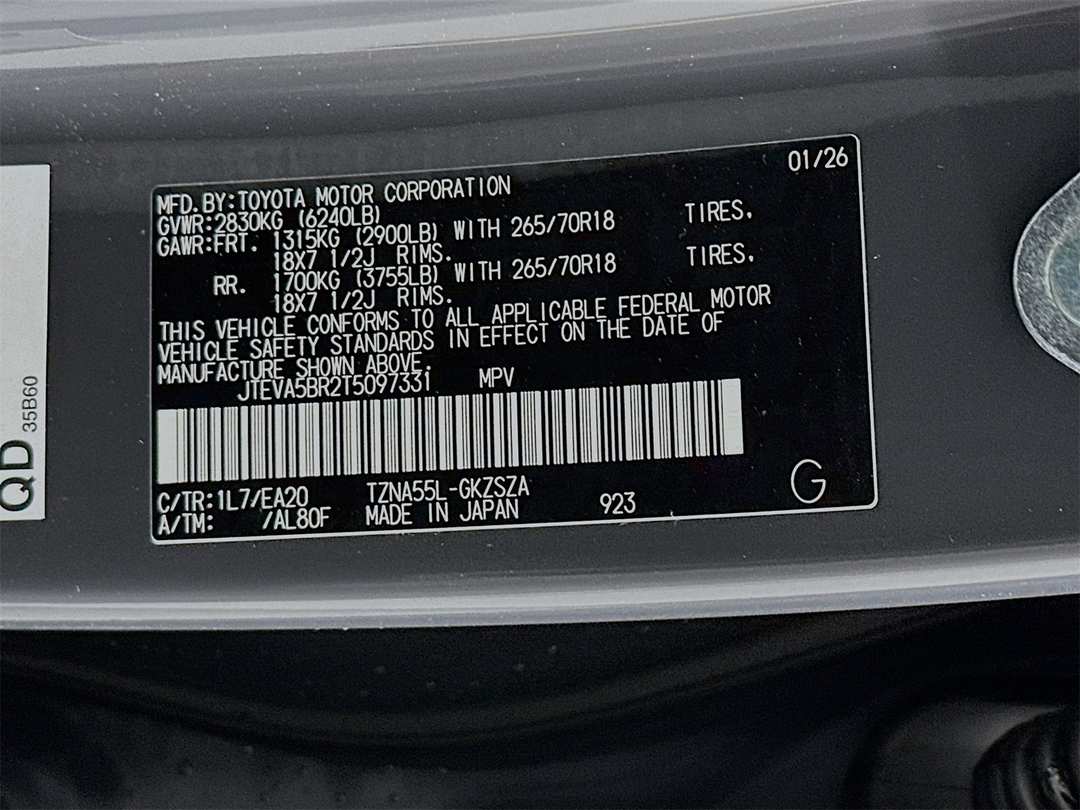 01/26
MFD.BY:TOYOTA MOTOR CORPORATION
GVWR:2830KG (6240LB)
GAWR:FRT. 1315KG (2900LB) WITH 265/70R18 TIRES.
18X7 1/2J RIMS.
RR. 1700KG (3755LB) WITH 265/70R18 TIRES.
18X7 1/2J RIMS.
THIS VEHICLE CONFORMS TO ALL APPLICABLE FEDERAL MOTOR
VEHICLE SAFETY STANDARDS IN EFFECT ON THE DATE OF
MANUFACTURE SHOWN ABOVE.
JTEVA5BR2T5097331 MPV
C/TR:1L7/EA20 TZNA55L-GKZSZA
A/TM: /AL80F MADE IN JAPAN 923
G
QD
35B60